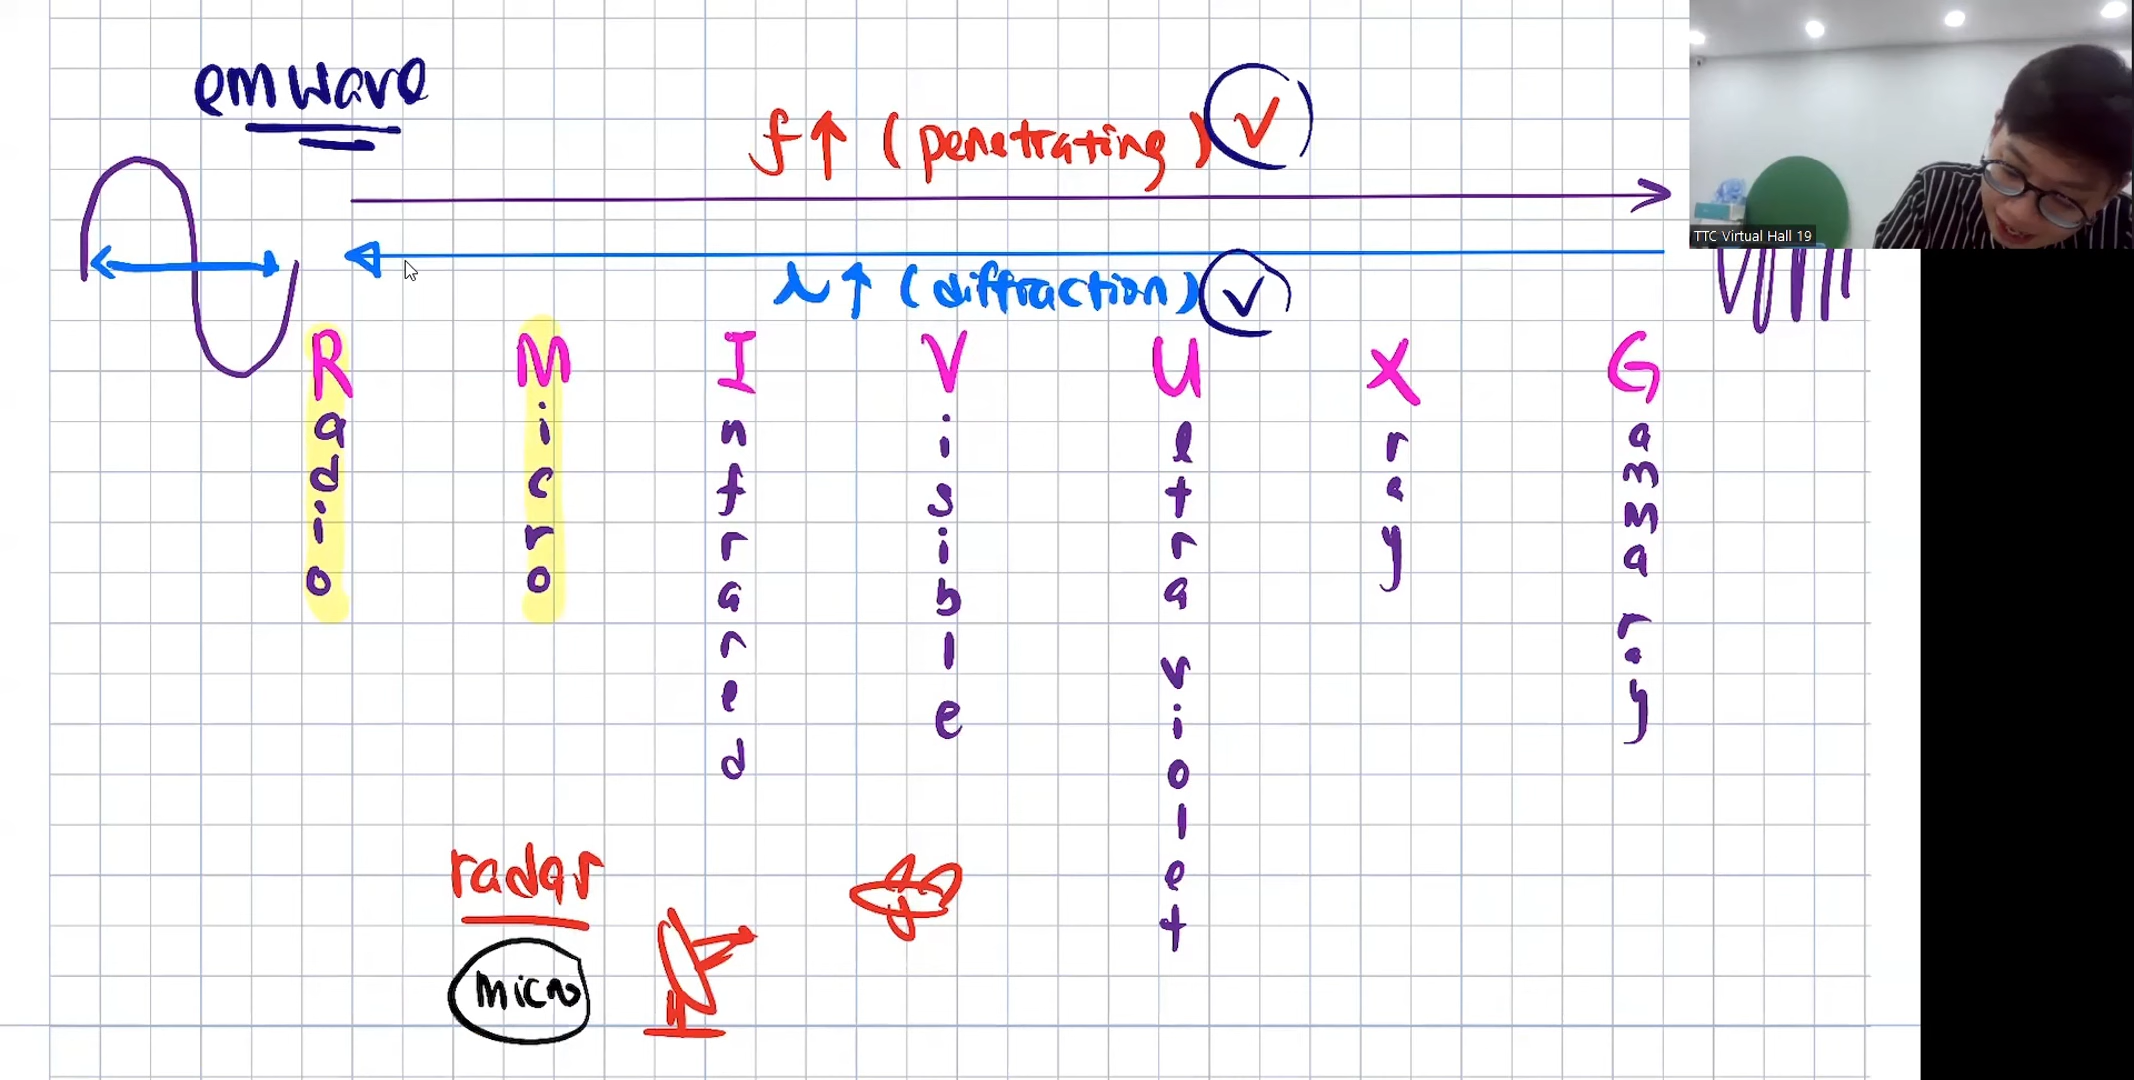 em wave
f↑ (penetrating) ✓
λ↑ (diffraction) ✓
TTC Virtual Hall 19
Radio
Micro
Infrared
Visible
Ultra violet
X ray
Gamma ray
radar
micro